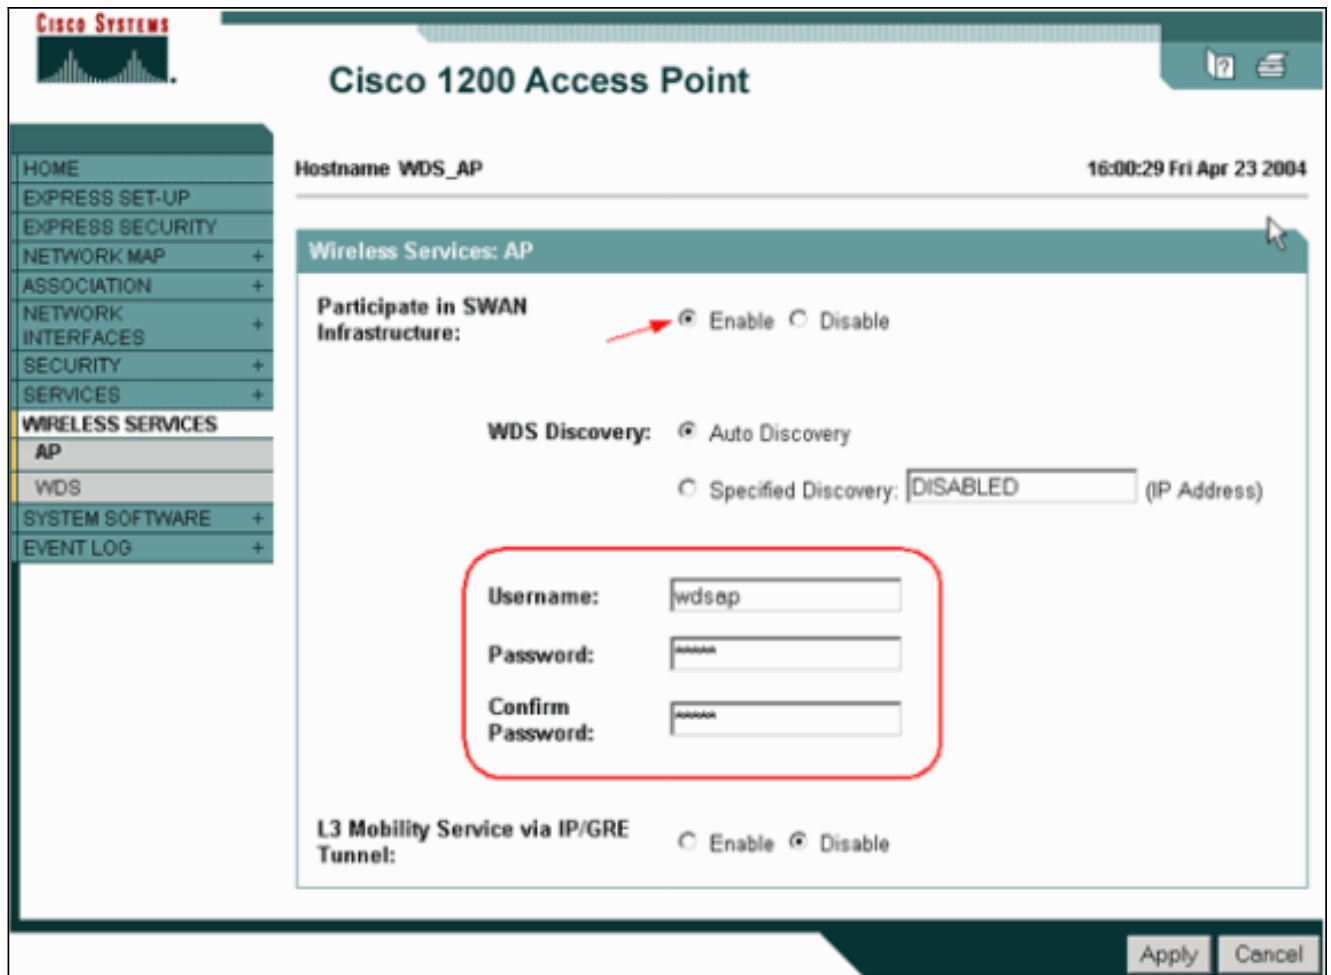 CISCO SYSTEMS
Cisco 1200 Access Point
HOME
EXPRESS SET-UP
EXPRESS SECURITY
NETWORK MAP +
ASSOCIATION +
NETWORK
INTERFACES +
SECURITY +
SERVICES +
WIRELESS SERVICES
AP
WDS
SYSTEM SOFTWARE +
EVENT LOG +
Hostname WDS_AP
16:00:29 Fri Apr 23 2004
Wireless Services: AP
Participate in SWAN
Infrastructure:
Enable Disable
WDS Discovery: Auto Discovery
Specified Discovery: DISABLED (IP Address)
Username: wdsap
Password: *****
Confirm
Password: *****
L3 Mobility Service via IP/GRE
Tunnel:
Enable Disable
Apply Cancel